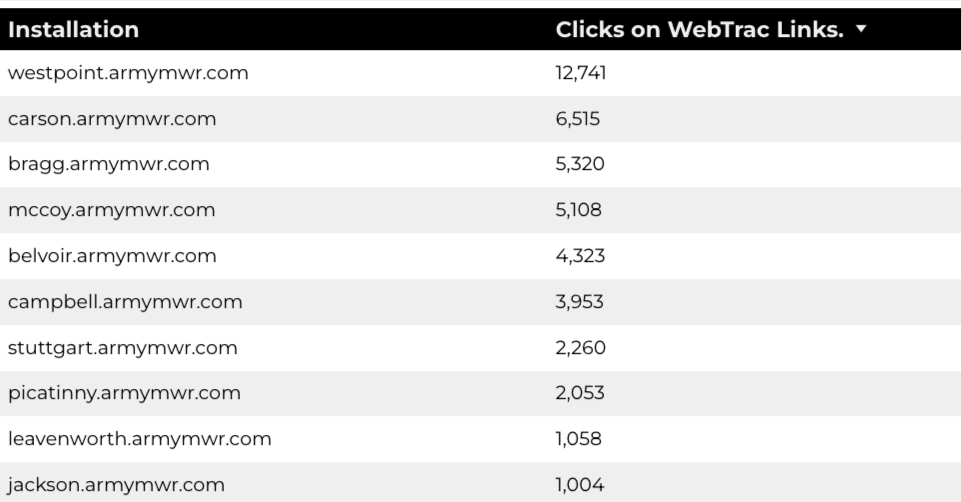 Installation Clicks on WebTrac Links.
westpoint.armymwr.com 12,741
carson.armymwr.com 6,515
bragg.armymwr.com 5,320
mccoy.armymwr.com 5,108
belvoir.armymwr.com 4,323
campbell.armymwr.com 3,953
stuttgart.armymwr.com 2,260
picatinny.armymwr.com 2,053
leavenworth.armymwr.com 1,058
jackson.armymwr.com 1,004